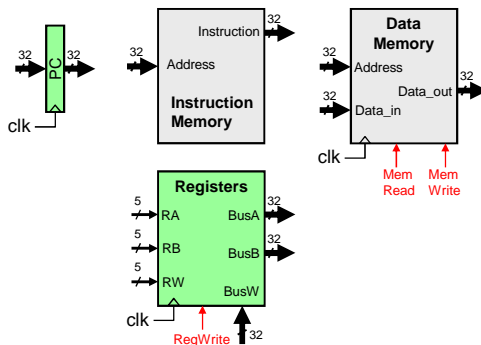 32
32
PC
clk
Instruction
32
32
Address
Instruction
Memory
Data
Memory
32
Address
32
Data_out
32
Data_in
clk
Mem
Read
Mem
Write
Registers
5
RA
BusA
32
5
RB
BusB
32
5
RW
BusW
clk
RegWrite
32